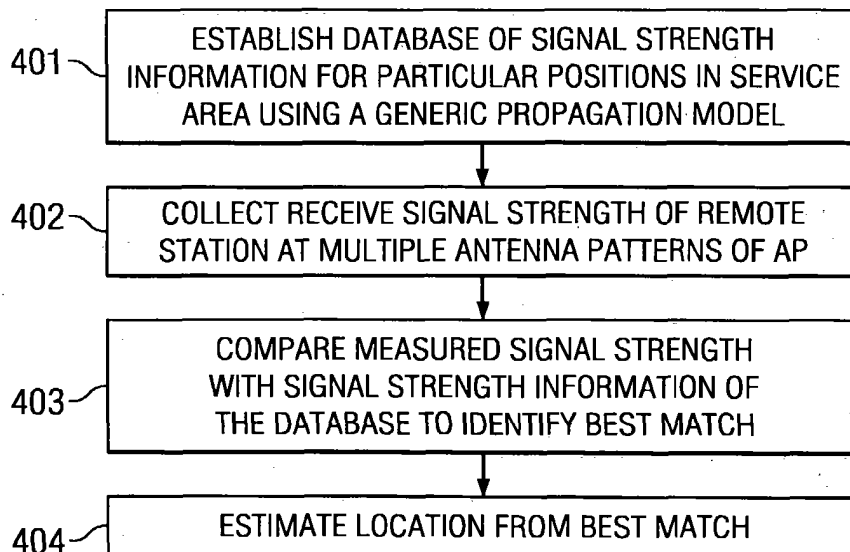 401
ESTABLISH DATABASE OF SIGNAL STRENGTH
INFORMATION FOR PARTICULAR POSITIONS IN SERVICE
AREA USING A GENERIC PROPAGATION MODEL
402
COLLECT RECEIVE SIGNAL STRENGTH OF REMOTE
STATION AT MULTIPLE ANTENNA PATTERNS OF AP
403
COMPARE MEASURED SIGNAL STRENGTH
WITH SIGNAL STRENGTH INFORMATION OF
THE DATABASE TO IDENTIFY BEST MATCH
404
ESTIMATE LOCATION FROM BEST MATCH